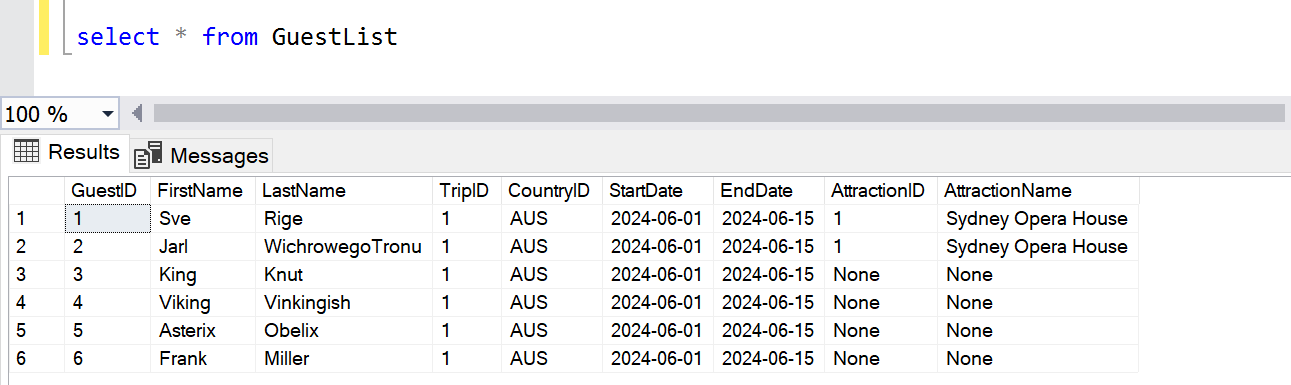 select * from GuestList
100 %
Results Messages
GuestID FirstName LastName TripID CountryID StartDate EndDate AttractionID AttractionName
1 1 Sve Rige 1 AUS 2024-06-01 2024-06-15 1 Sydney Opera House
2 2 Jarl WichrowegoTronu 1 AUS 2024-06-01 2024-06-15 1 Sydney Opera House
3 3 King Knut 1 AUS 2024-06-01 2024-06-15 None None
4 4 Viking Vinkingish 1 AUS 2024-06-01 2024-06-15 None None
5 5 Asterix Obelix 1 AUS 2024-06-01 2024-06-15 None None
6 6 Frank Miller 1 AUS 2024-06-01 2024-06-15 None None